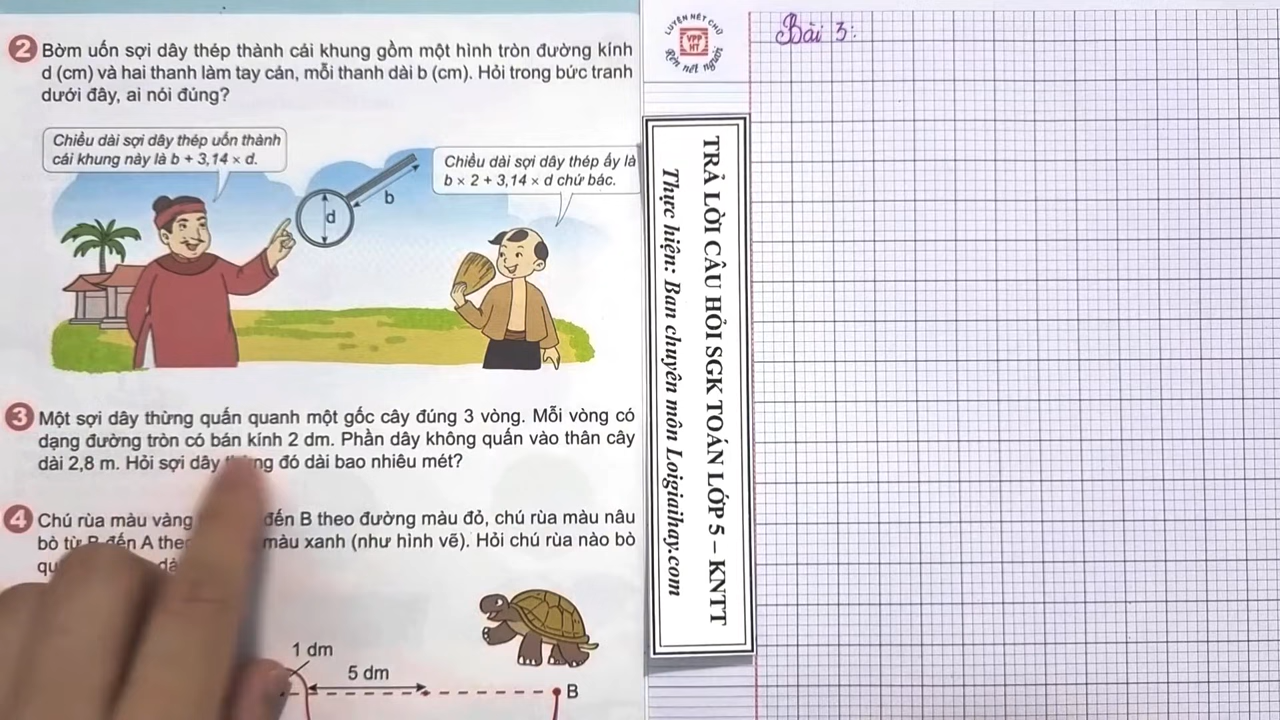 2 Bờm uốn sợi dây thép thành cái khung gồm một hình tròn đường kính
d (cm) và hai thanh làm tay cán, mỗi thanh dài b (cm). Hỏi trong bức tranh
dưới đây, ai nói đúng?
Chiều dài sợi dây thép uốn thành
cái khung này là b + 3,14 × d.
Chiều dài sợi dây thép ấy là
b × 2 + 3,14 × d chứ bác.
d
b
3 Một sợi dây thừng quấn quanh một gốc cây đúng 3 vòng. Mỗi vòng có
dạng đường tròn có bán kính 2 dm. Phần dây không quấn vào thân cây
dài 2,8 m. Hỏi sợi dây thừng đó dài bao nhiêu mét?
4 Chú rùa màu vàng đến B theo đường màu đỏ, chú rùa màu nâu
bò từ B đến A theo màu xanh (như hình vẽ). Hỏi chú rùa nào bò
1 dm
5 dm
B
LUYỆN NÉT CHỮ
VPP
HT
Rèn nết người
TRẢ LỜI CÂU HỎI SGK TOÁN LỚP 5 – KNTT
Thực hiện: Ban chuyên môn Loigiaihay.com
Bài 3: